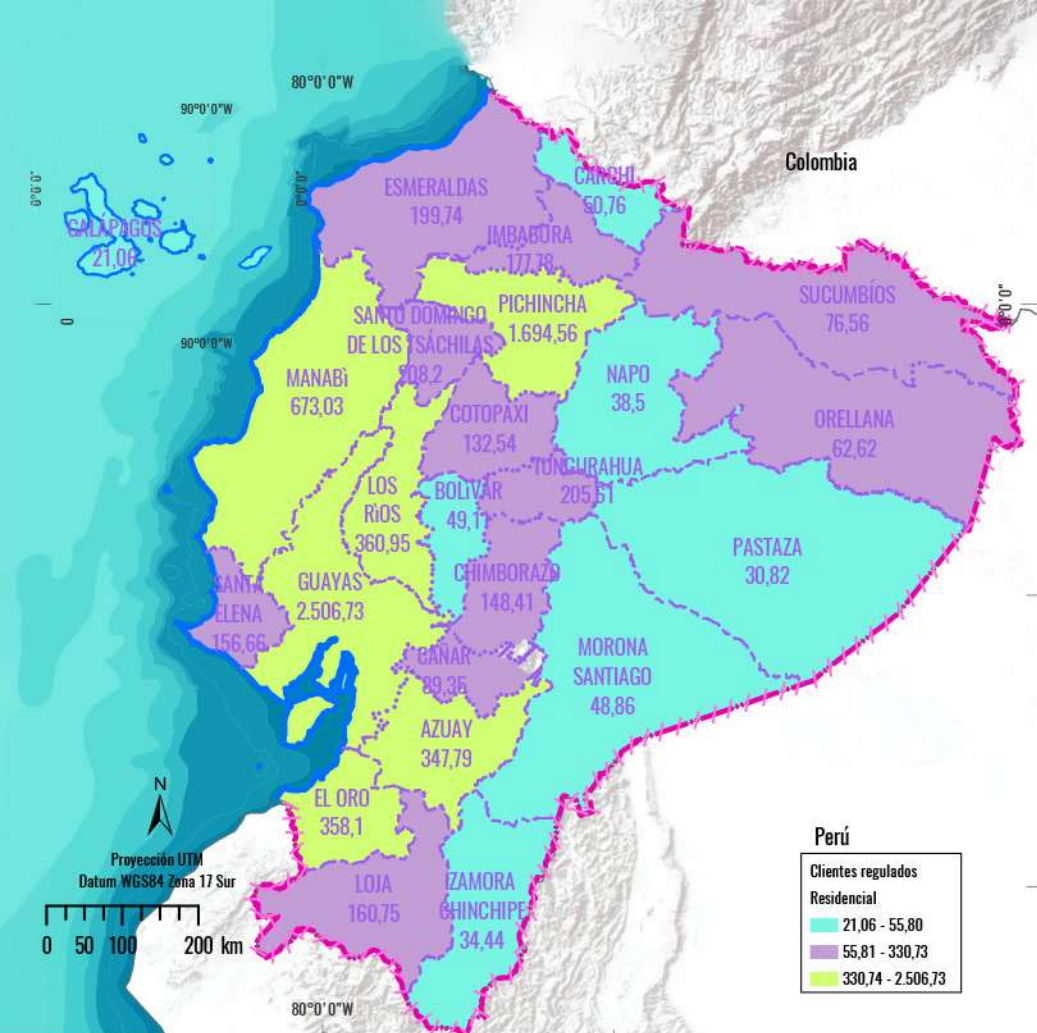 80°0'0"W
90°0'0"W
Colombia
0°0'0"
0°0'0"
CARCHI
50,76
ESMERALDAS
199,74
GALÁPAGOS
21,06
IMBABURA
177,78
SUCUMBÍOS
76,56
0°0'0"
PICHINCHA
1.694,56
SANTO DOMINGO
DE LOS TSÁCHILAS
0
90°0'0"W
MANABì
673,03
NAPO
38,5
COTOPAXI
132,54
ORELLANA
62,62
TUNGURAHUA
205,61
LOS
RìOS
360,95
BOLìVAR
49,11
PASTAZA
30,82
CHIMBORAZO
148,41
GUAYAS
2.506,73
SANTA
ELENA
156,66
MORONA
SANTIAGO
48,86
CAÑAR
89,35
AZUAY
347,79
EL ORO
358,1
N
Proyección UTM
Datum WGS84 Zona 17 Sur
0 50 100 200 km
LOJA
160,75
ZAMORA
CHINCHIPE
34,44
80°0'0"W
Perú
Clientes regulados
Residencial
21,06 - 55,80
55,81 - 330,73
330,74 - 2.506,73